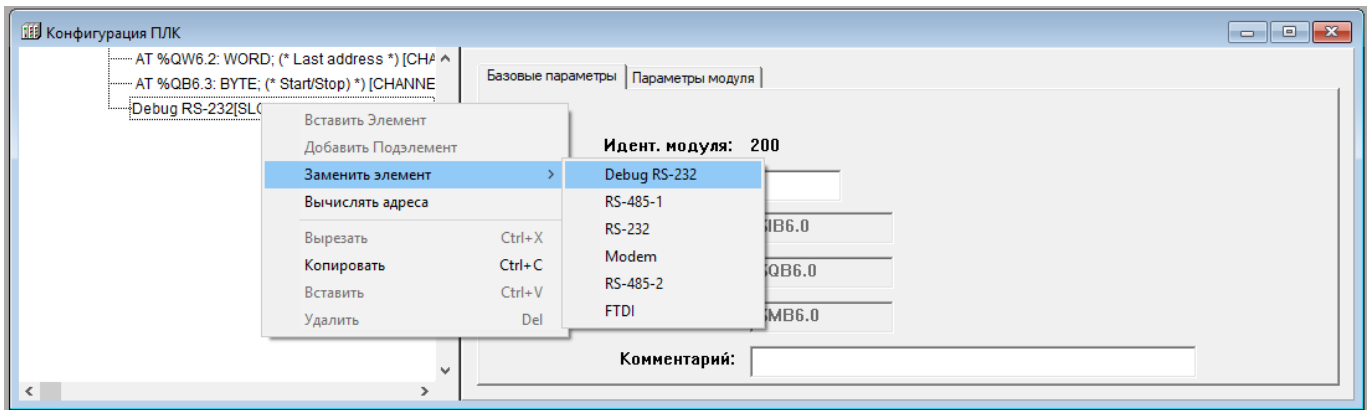 Конфигурация ПЛК
AT %QW6.2: WORD; (* Last address *) [CHA
AT %QB6.3: BYTE; (* Start/Stop) *) [CHANNE
Debug RS-232[SL
Базовые параметры
Параметры модуля
Идент. модуля: 200
IB6.0
QB6.0
MB6.0
Комментарий:
Вставить Элемент
Добавить Подэлемент
Заменить элемент >
Вычислять адреса
Вырезать Ctrl+X
Копировать Ctrl+C
Вставить Ctrl+V
Удалить Del
Debug RS-232
RS-485-1
RS-232
Modem
RS-485-2
FTDI